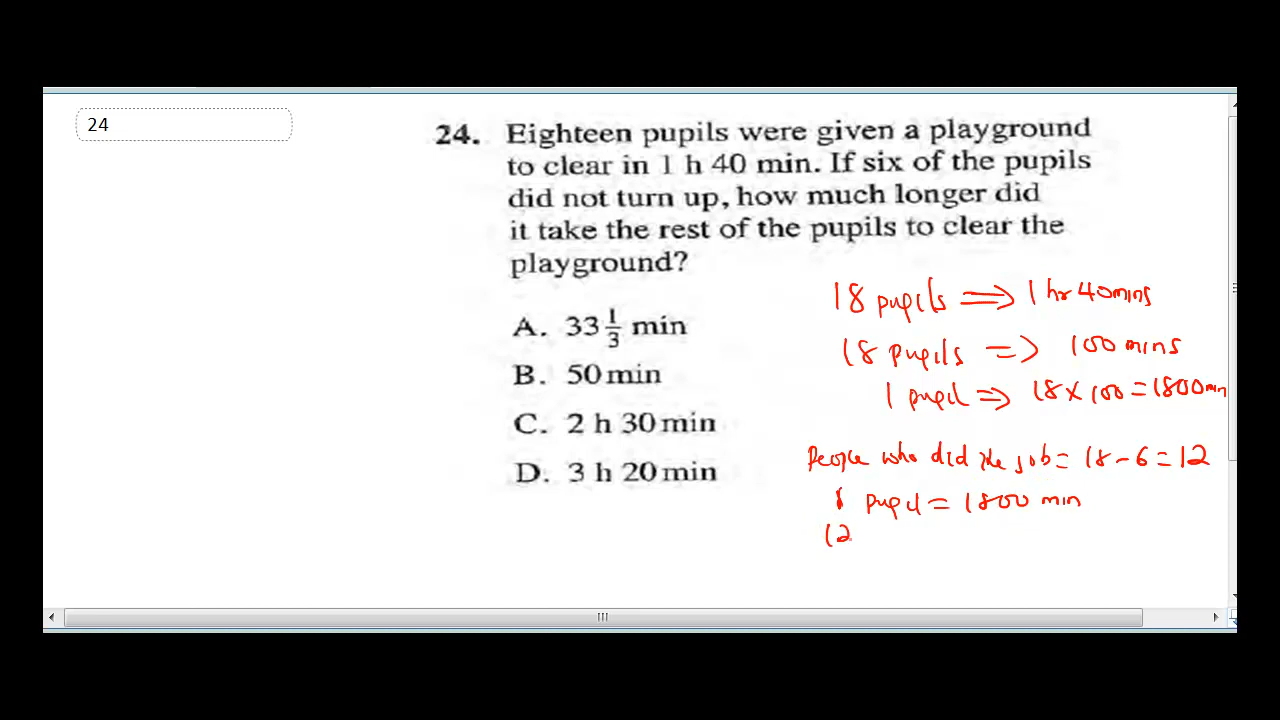 24
24. Eighteen pupils were given a playground
to clear in 1 h 40 min. If six of the pupils
did not turn up, how much longer did
it take the rest of the pupils to clear the
playground?
A. 33 1/3 min
B. 50 min
C. 2 h 30 min
D. 3 h 20 min
18 pupils ⇒ 1 hr 40 mins
18 pupils => 100 mins
1 pupil ⇒ 18 x 100 = 1800 min
People who did the job = 18 - 6 = 12
1 pupil = 1800 min
12